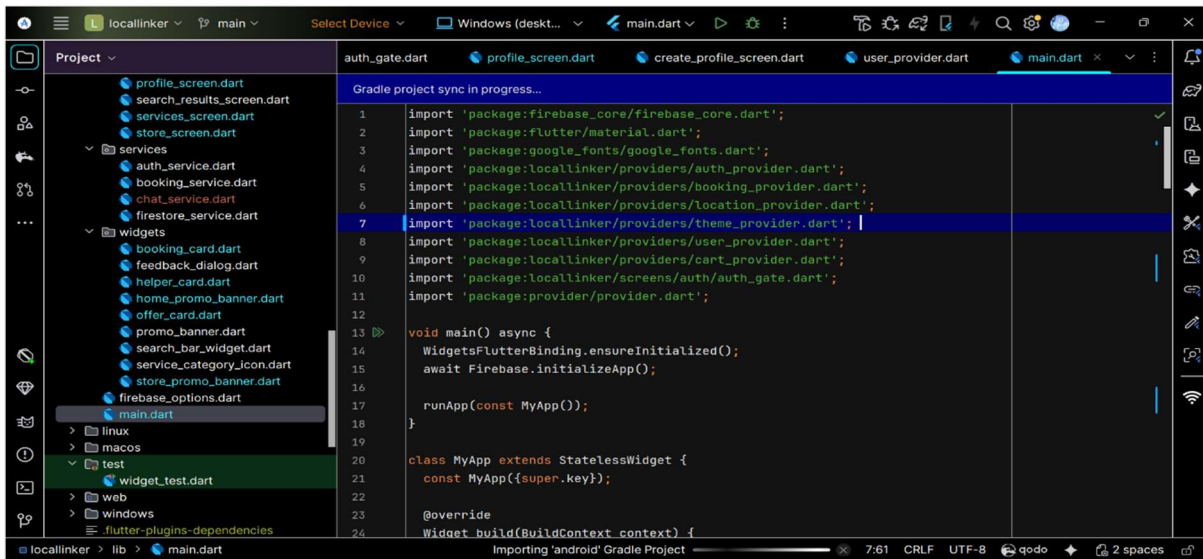 L locallinker main Select Device Windows (deskt... main.dart
Project
profile_screen.dart
search_results_screen.dart
services_screen.dart
store_screen.dart
services
auth_service.dart
booking_service.dart
chat_service.dart
firestore_service.dart
widgets
booking_card.dart
feedback_dialog.dart
helper_card.dart
home_promo_banner.dart
offer_card.dart
promo_banner.dart
search_bar_widget.dart
service_category_icon.dart
store_promo_banner.dart
firebase_options.dart
main.dart
linux
macos
test
widget_test.dart
web
windows
.flutter-plugins-dependencies
auth_gate.dart profile_screen.dart create_profile_screen.dart user_provider.dart main.dart
Gradle project sync in progress...
1 import 'package:firebase_core/firebase_core.dart';
2 import 'package:flutter/material.dart';
3 import 'package:google_fonts/google_fonts.dart';
4 import 'package:locallinker/providers/auth_provider.dart';
5 import 'package:locallinker/providers/booking_provider.dart';
6 import 'package:locallinker/providers/location_provider.dart';
7 import 'package:locallinker/providers/theme_provider.dart';
8 import 'package:locallinker/providers/user_provider.dart';
9 import 'package:locallinker/providers/cart_provider.dart';
10 import 'package:locallinker/screens/auth/auth_gate.dart';
11 import 'package:provider/provider.dart';
12
13 void main() async {
14 WidgetsFlutterBinding.ensureInitialized();
15 await Firebase.initializeApp();
16
17 runApp(const MyApp());
18 }
19
20 class MyApp extends StatelessWidget {
21 const MyApp({super.key});
22
23 @override
24 Widget build(BuildContext context) {
locallinker > lib > main.dart Importing 'android' Gradle Project 7:61 CRLF UTF-8 qodo 2 spaces